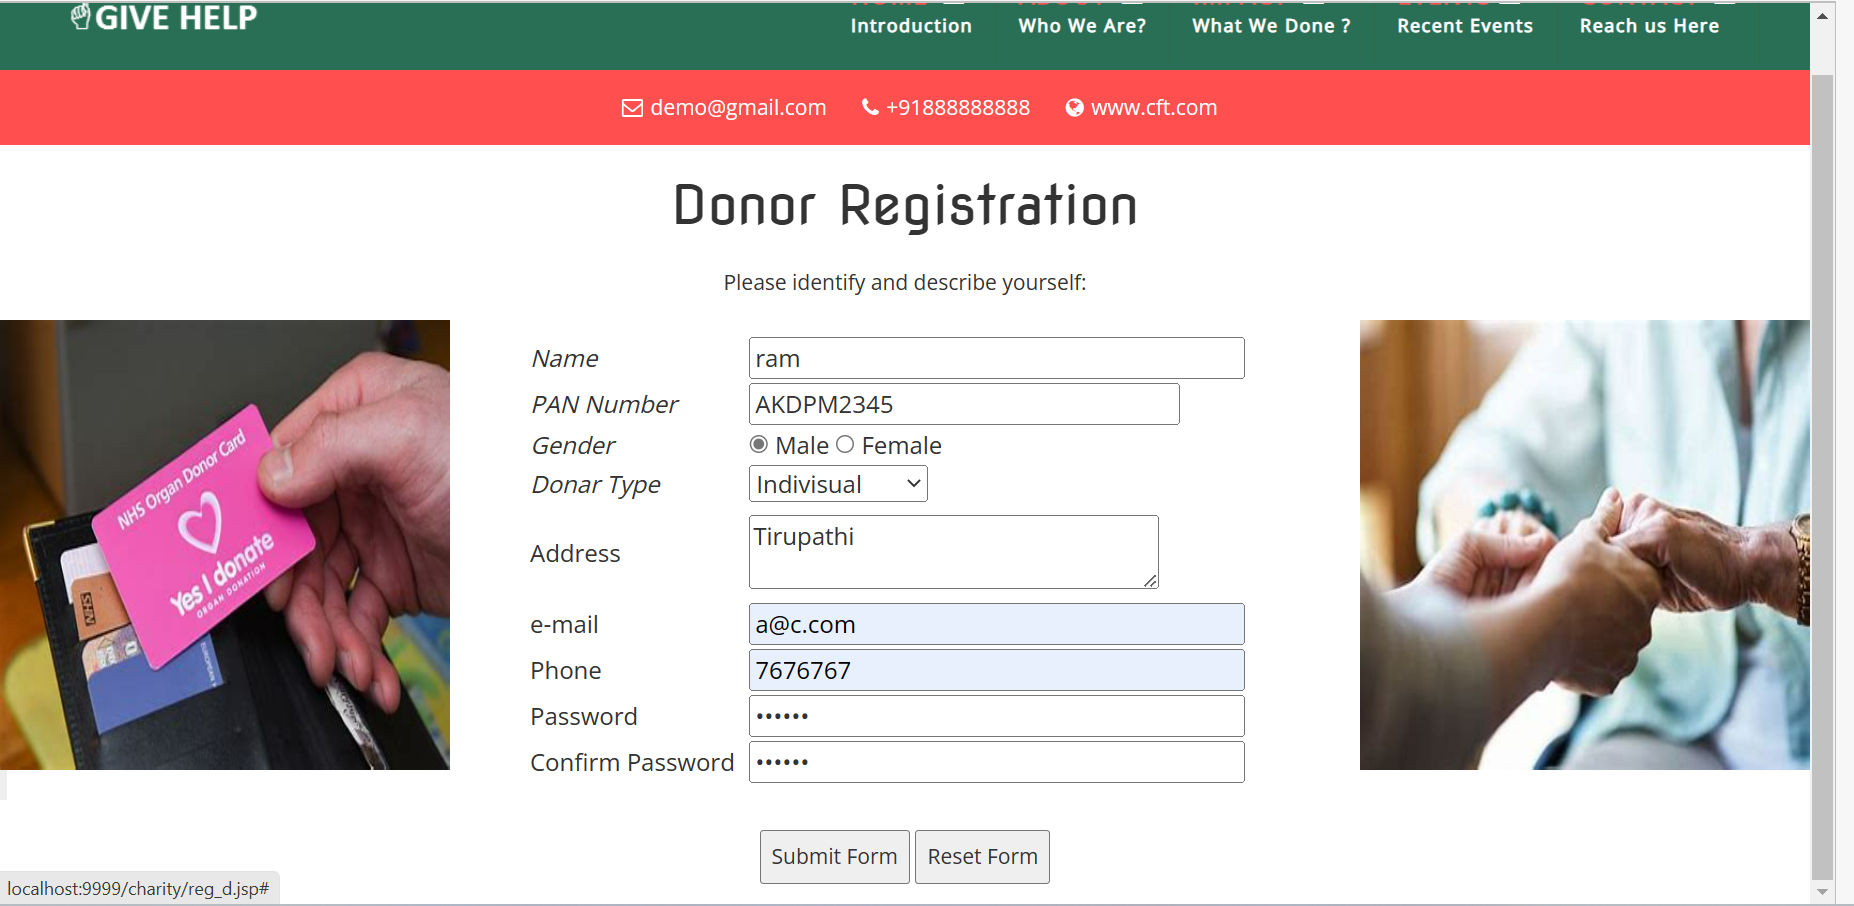 GIVE HELP
Introduction
Who We Are?
What We Done ?
Recent Events
Reach us Here
demo@gmail.com
+91888888888
www.cft.com
Donor Registration
Please identify and describe yourself:
Name ram
PAN Number AKDPM2345
Gender Male Female
Donar Type Indivisual
Address Tirupathi
e-mail a@c.com
Phone 7676767
Password ••••••
Confirm Password ••••••
Submit Form Reset Form
NHS Organ Donor Card
Yes I donate
ORGAN DONATION
localhost:9999/charity/reg_d.jsp#